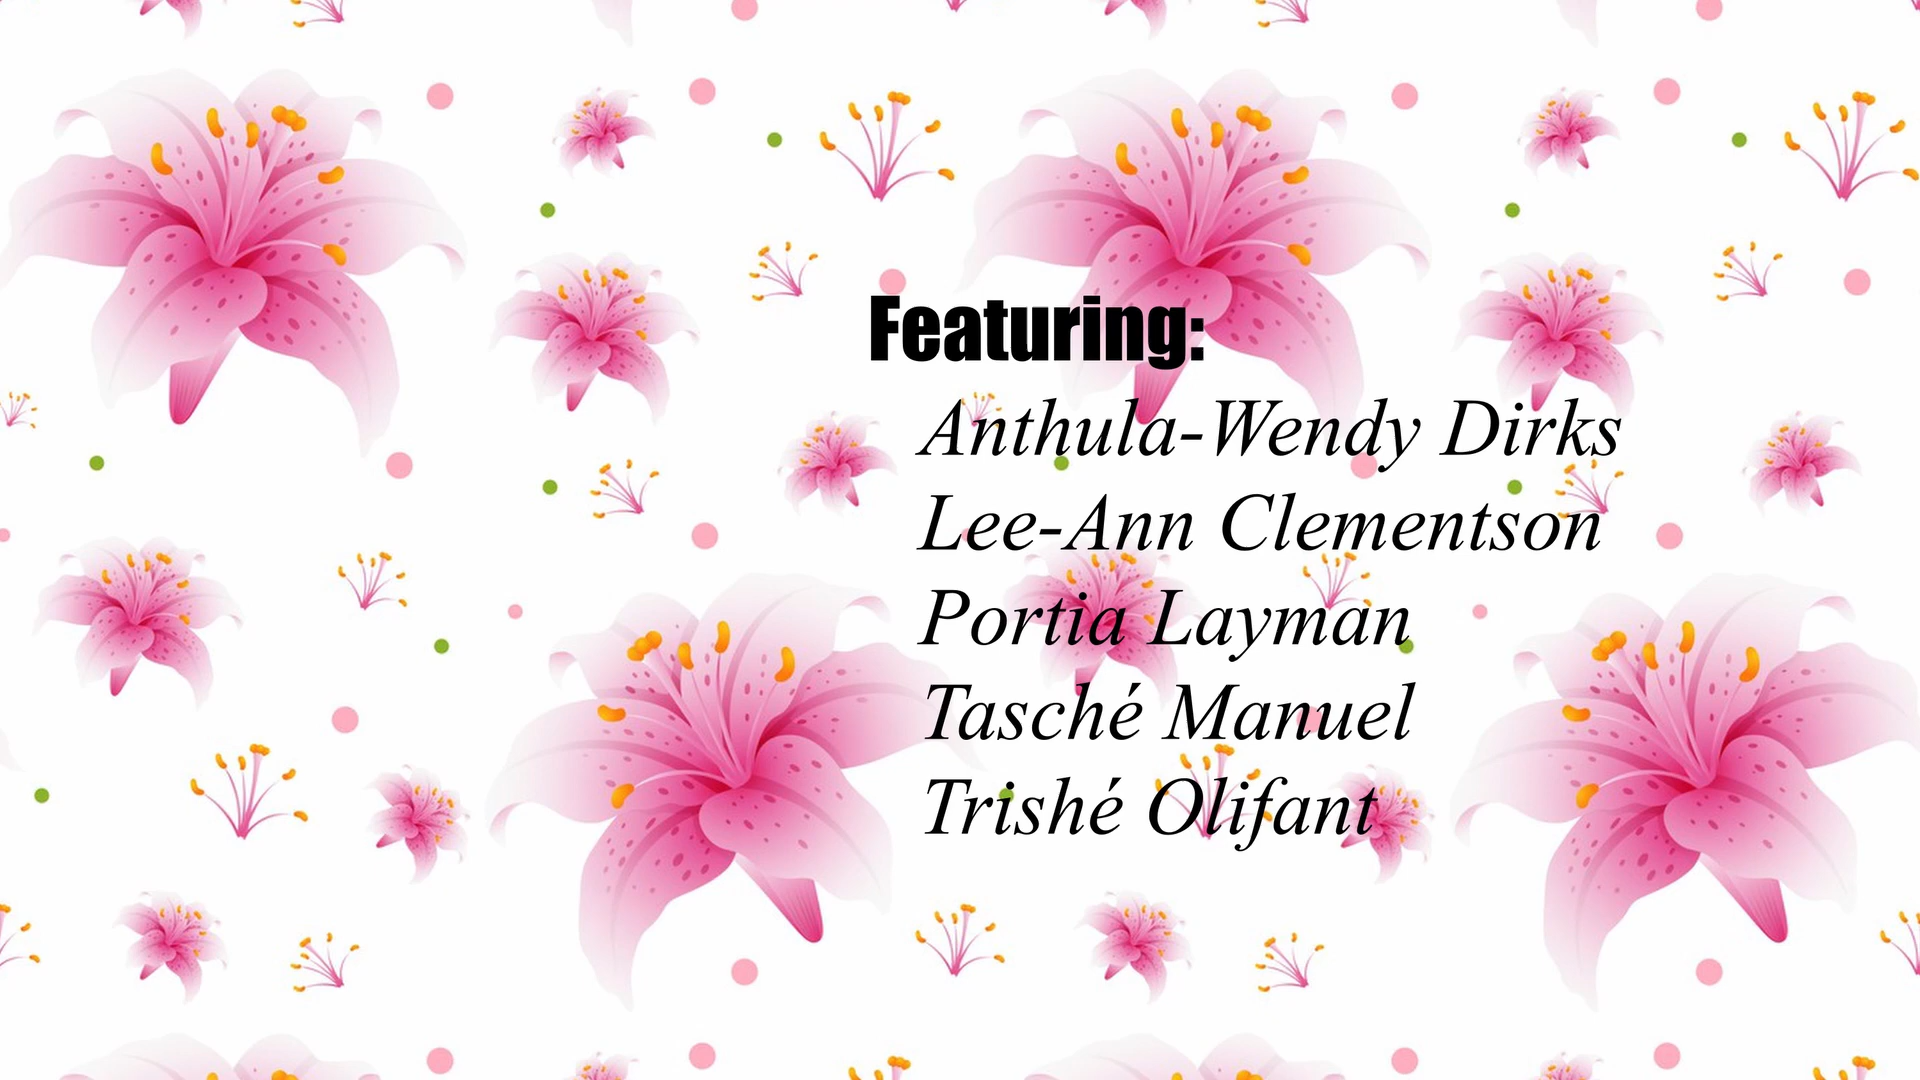 Featuring:
Anthula-Wendy Dirks
Lee-Ann Clementson
Portia Layman
Tasché Manuel
Trishé Olifant